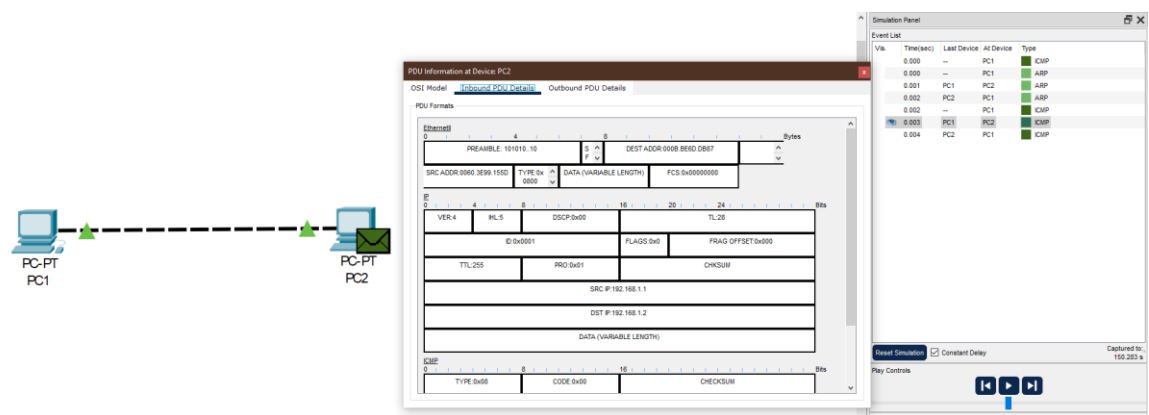 Simulation Panel
Event List
Vis. Time(sec) Last Device At Device Type
0.000 -- PC1 ICMP
0.000 -- PC1 ARP
0.001 PC1 PC2 ARP
0.002 PC2 PC1 ARP
0.002 -- PC1 ICMP
0.003 PC1 PC2 ICMP
0.004 PC2 PC1 ICMP
Reset Simulation Constant Delay Captured to:
150.283 s
Play Controls
PDU Information at Device: PC2
OSI Model Inbound PDU Details Outbound PDU Details
PDU Formats
EthernetII
0 4 8 Bytes
PREAMBLE: 101010..10 S F DEST ADDR:000B.BE6D.DB87
SRC ADDR:0060.3E99.155D TYPE:0x 0800 DATA (VARIABLE LENGTH) FCS:0x00000000
IP
0 4 8 16 20 24 Bits
VER:4 IHL:5 DSCP:0x00 TL:28
ID:0x0001 FLAGS:0x0 FRAG OFFSET:0x000
TTL:255 PRO:0x01 CHKSUM
SRC IP:192.168.1.1
DST IP:192.168.1.2
DATA (VARIABLE LENGTH)
ICMP
0 8 16 Bits
TYPE:0x08 CODE:0x00 CHECKSUM
PC-PT
PC1
PC-PT
PC2